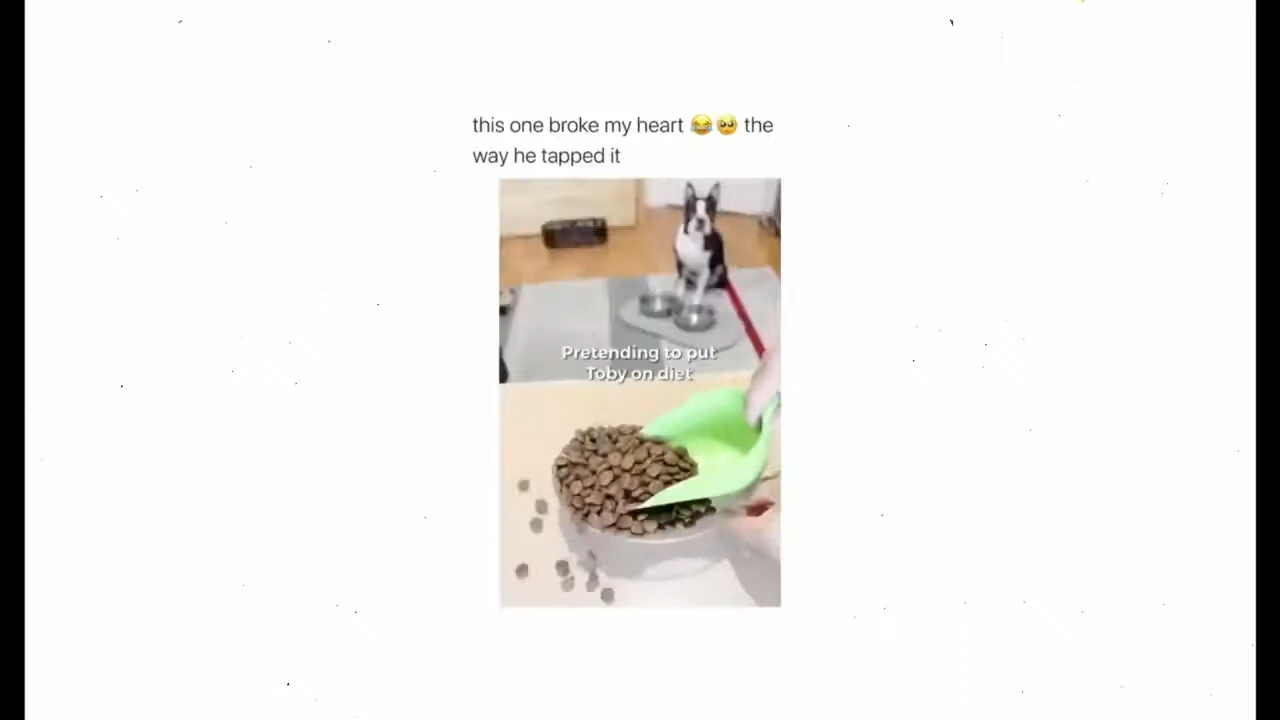 this one broke my heart 😂🥺 the
way he tapped it
Pretending to put
Toby on diet